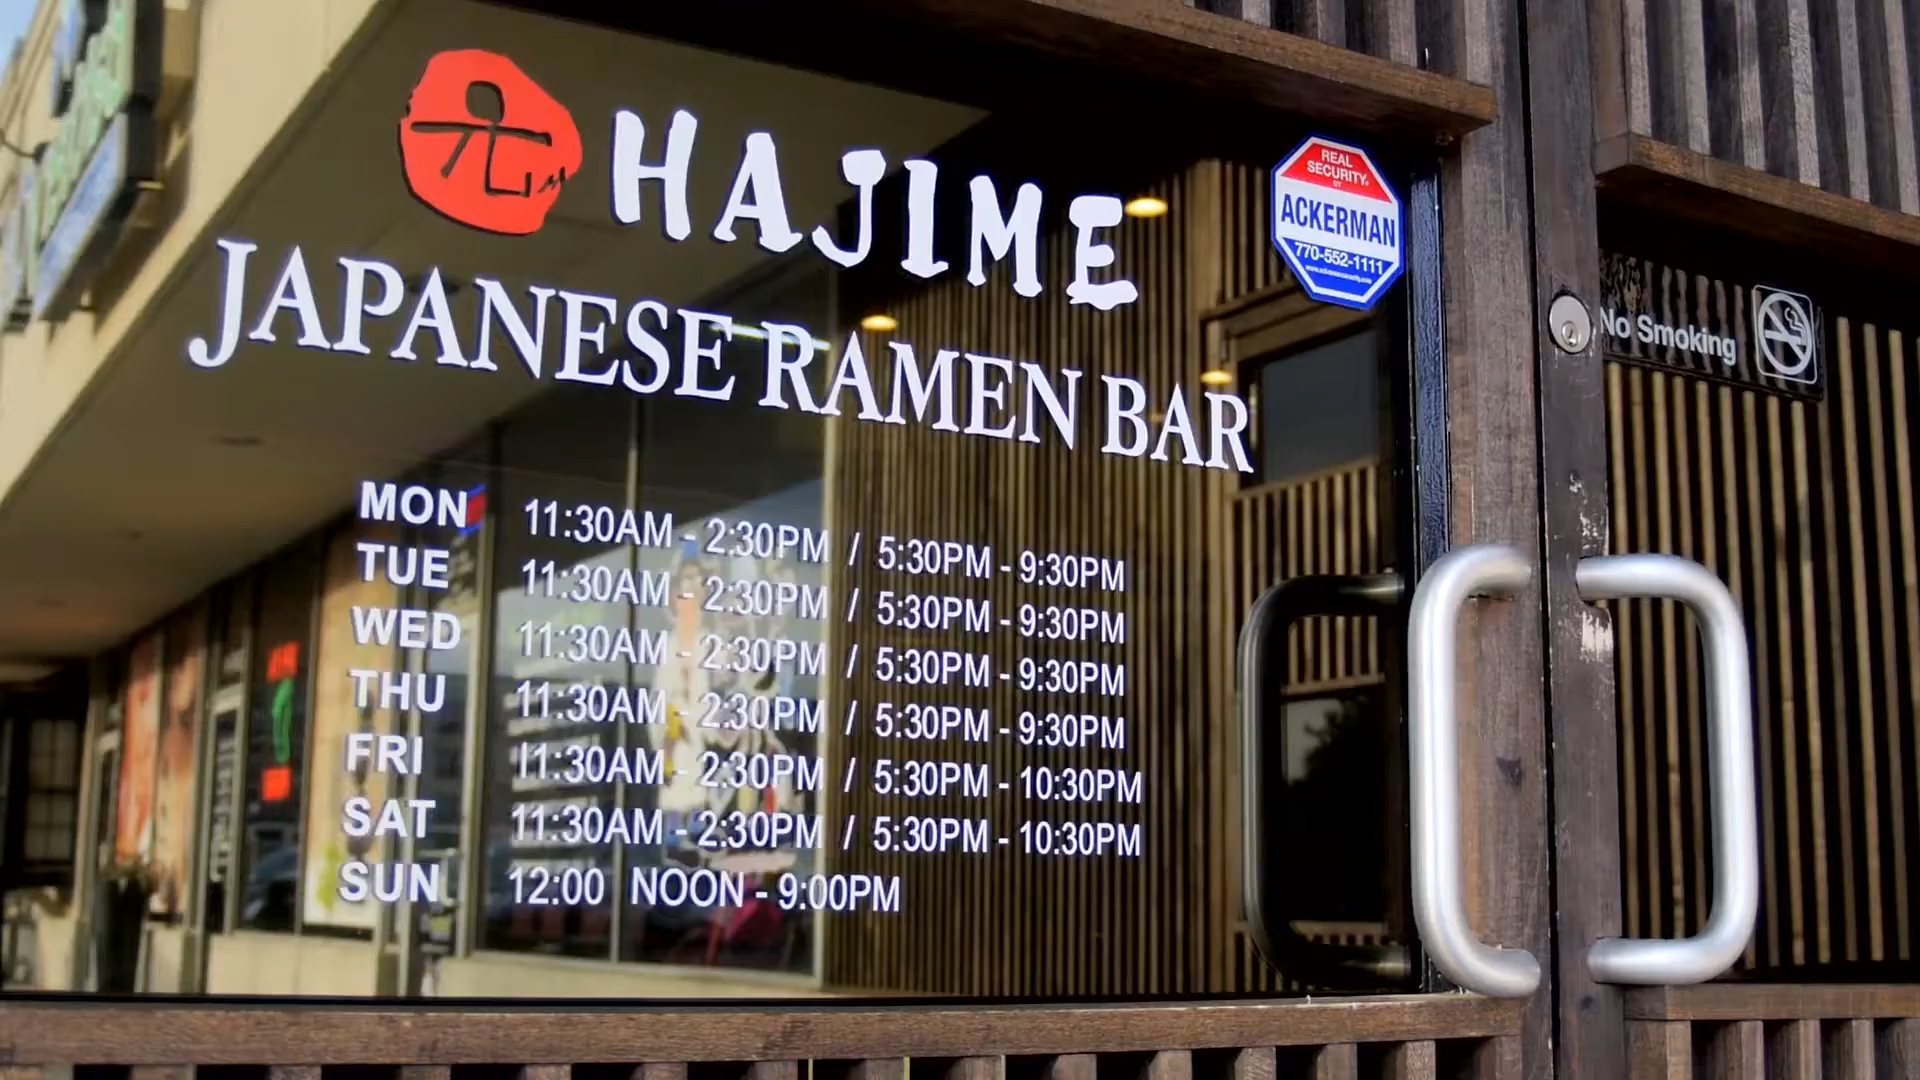 元
HAJIME
JAPANESE RAMEN BAR
MON 11:30AM - 2:30PM / 5:30PM - 9:30PM
TUE 11:30AM - 2:30PM / 5:30PM - 9:30PM
WED 11:30AM - 2:30PM / 5:30PM - 9:30PM
THU 11:30AM - 2:30PM / 5:30PM - 9:30PM
FRI 11:30AM - 2:30PM / 5:30PM - 10:30PM
SAT 11:30AM - 2:30PM / 5:30PM - 10:30PM
SUN 12:00 NOON - 9:00PM
REAL
SECURITY
BY
ACKERMAN
770-552-1111
No Smoking